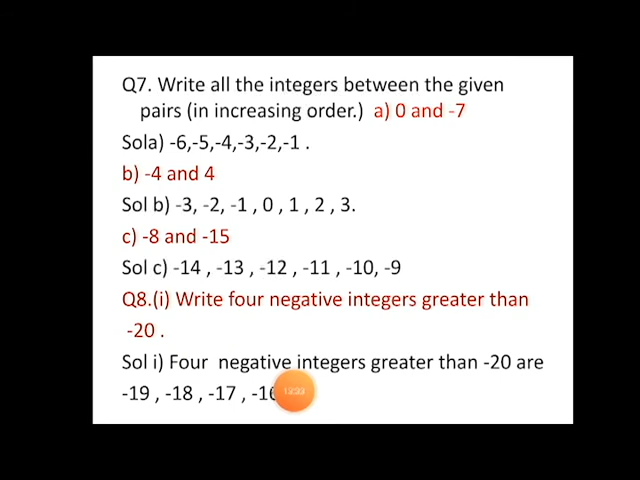 Q7. Write all the integers between the given
pairs (in increasing order.) a) 0 and -7
Sola) -6,-5,-4,-3,-2,-1 .
b) -4 and 4
Sol b) -3, -2, -1 , 0 , 1 , 2 , 3.
c) -8 and -15
Sol c) -14 , -13 , -12 , -11 , -10, -9
Q8.(i) Write four negative integers greater than
-20 .
Sol i) Four negative integers greater than -20 are
-19 , -18 , -17 ,